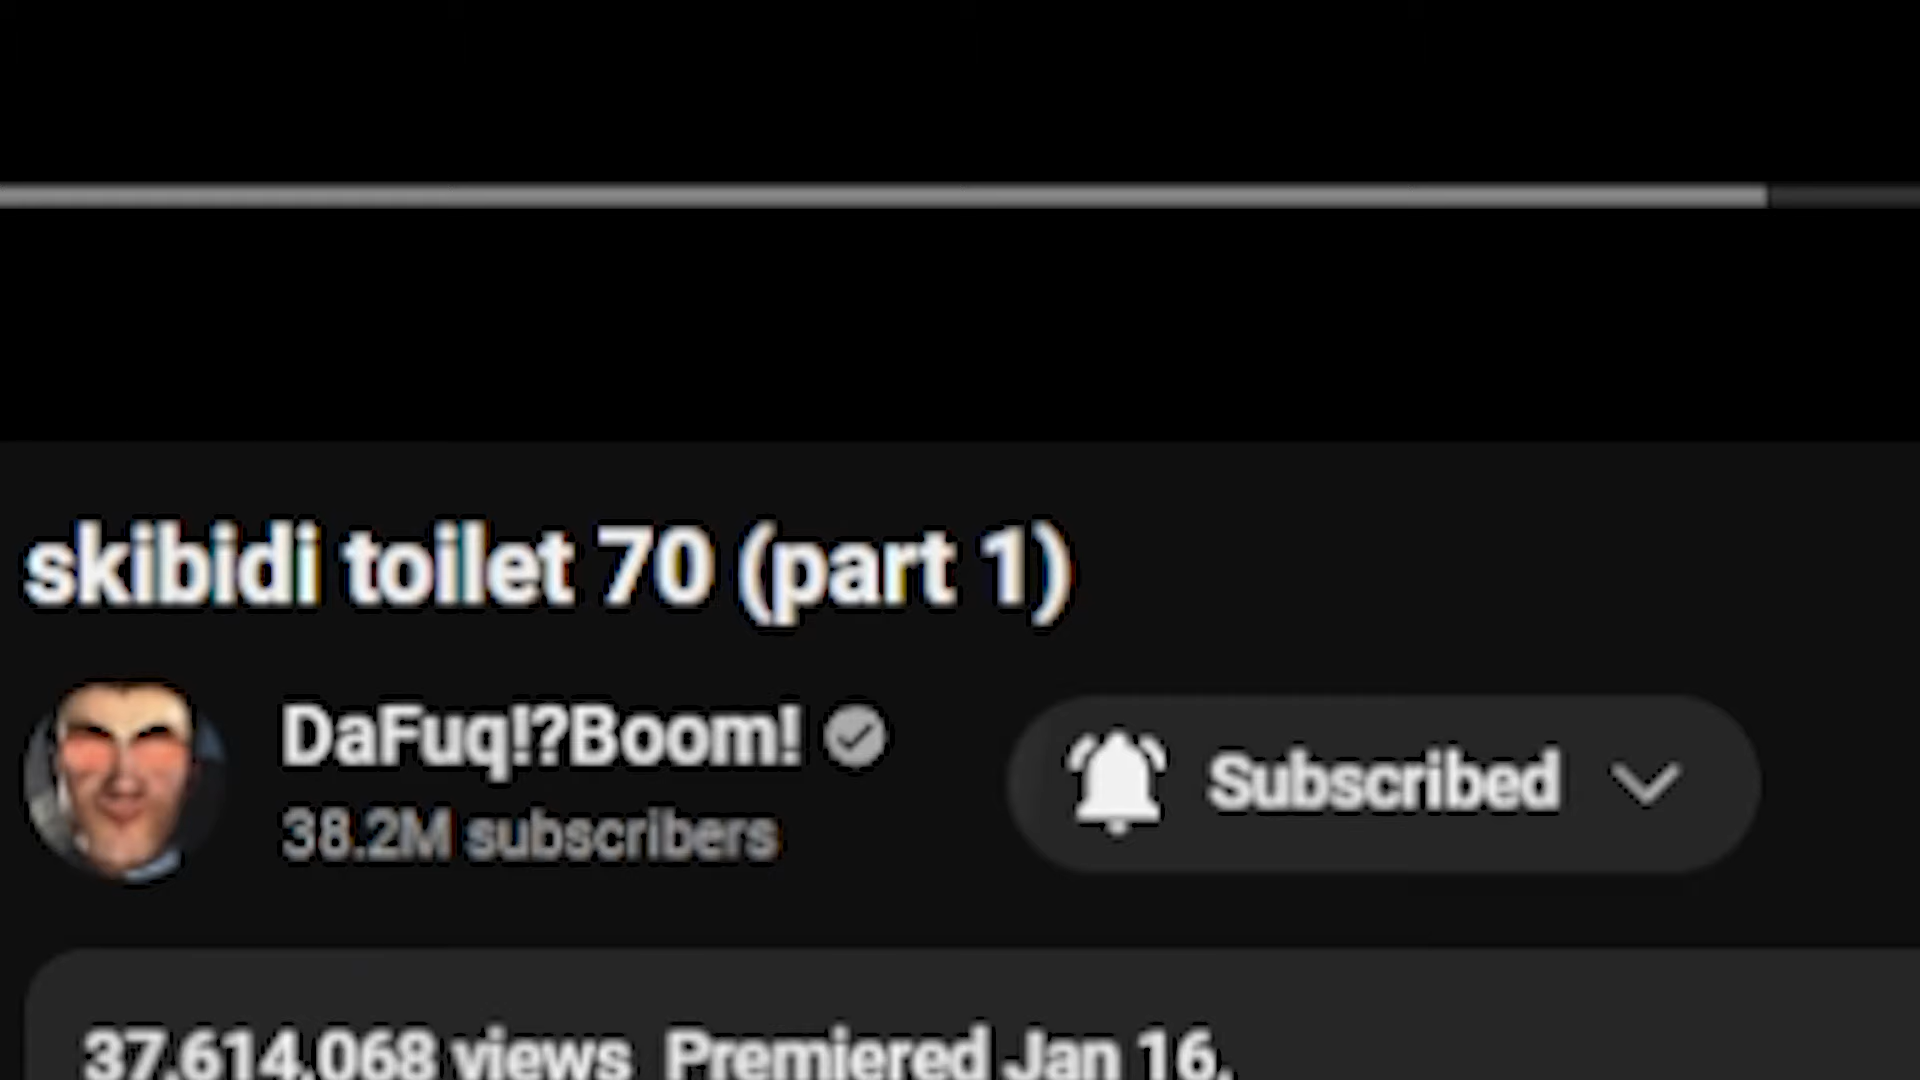 skibidi toilet 70 (part 1)
DaFuq!?Boom!
38.2M subscribers
Subscribed
37,614,068 views Premiered Jan 16,